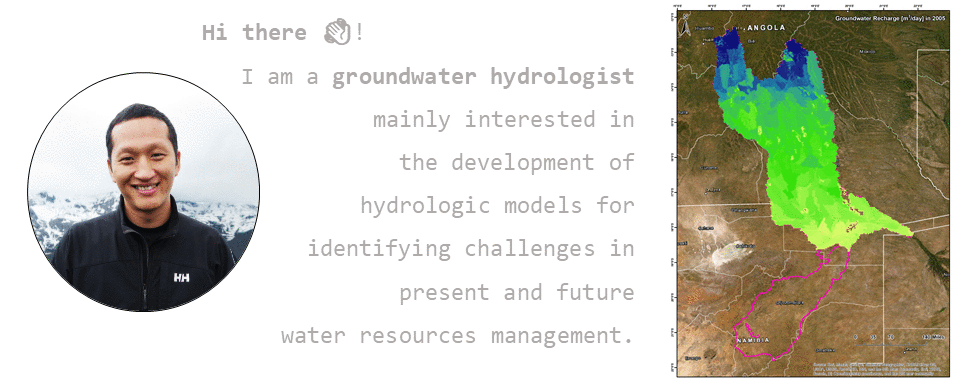 Hi there 👏!
I am a groundwater hydrologist
mainly interested in
the development of
hydrologic models for
identifying challenges in
present and future
water resources management.
HH
Groundwater Recharge [m³/day] in 2005
ANGOLA
NAMIBIA